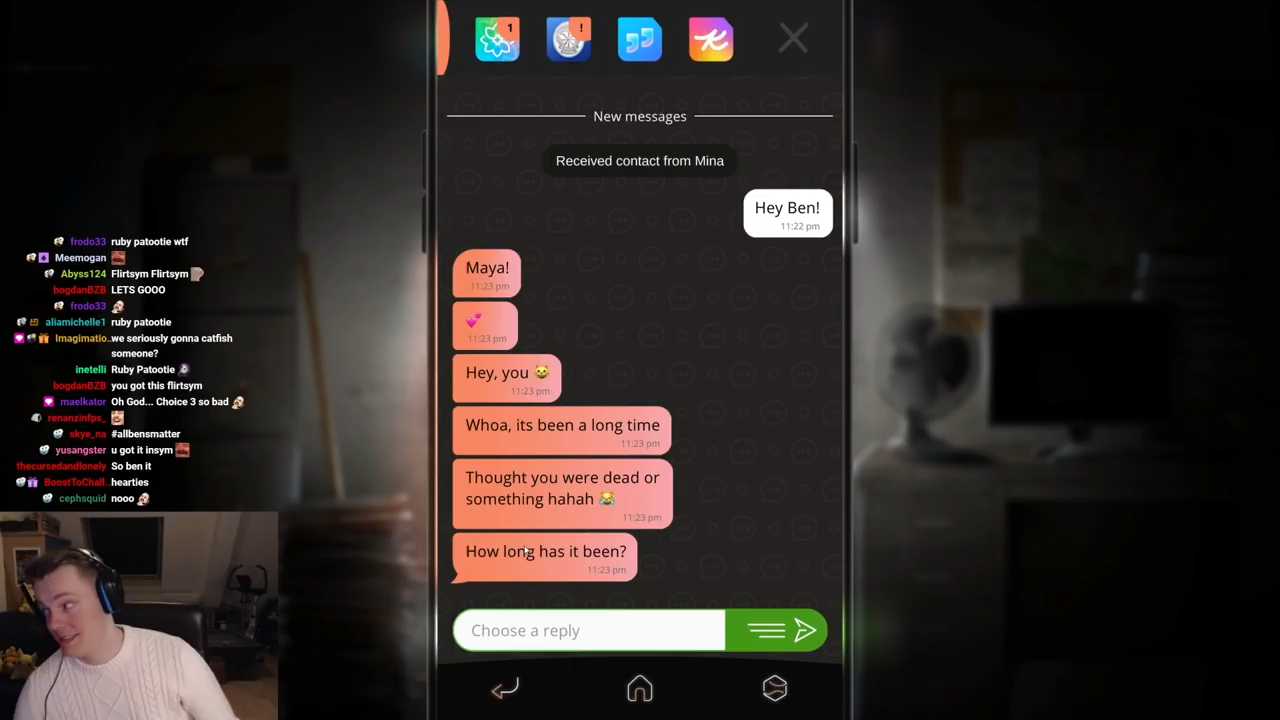 frodo33 ruby patootie wtf
Meemogan
Abyss124 Flirtsym Flirtsym
bogdanBZB LETS GOOO
frodo33
aliamichelle1 ruby patootie
Imaginatio.. we seriously gonna catfish
someone?
inetelli Ruby Patootie
bogdanBZB you got this flirtsym
maelkator Oh God... Choice 3 so bad
renanzinfps_
skye_na #allbensmatter
yusangster u got it insym
thecursedandlonely So ben it
BoostToChall.. hearties
cephsquid nooo
1
!
New messages
Received contact from Mina
Hey Ben!
11:22 pm
Maya!
11:23 pm
💕
11:23 pm
Hey, you 😺
11:23 pm
Whoa, its been a long time
11:23 pm
Thought you were dead or
something hahah 😹
11:23 pm
How long has it been?
11:23 pm
Choose a reply